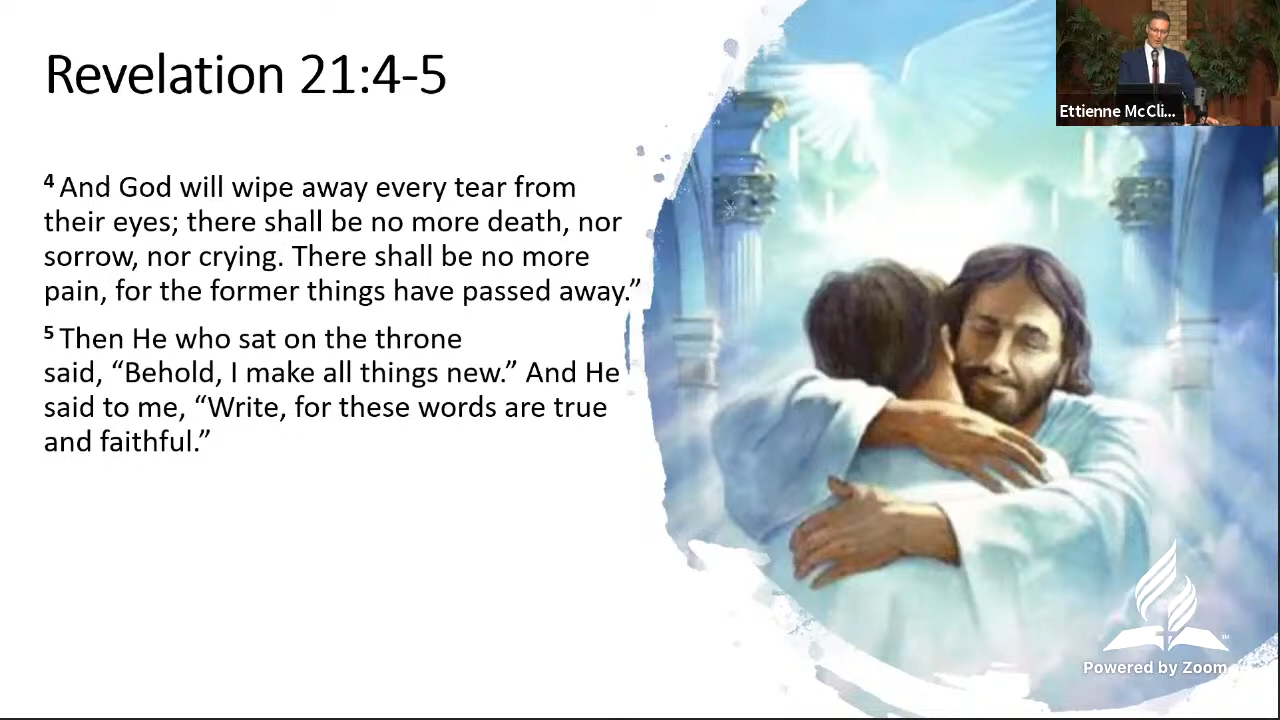 Revelation 21:4-5
4 And God will wipe away every tear from
their eyes; there shall be no more death, nor
sorrow, nor crying. There shall be no more
pain, for the former things have passed away.”
5 Then He who sat on the throne
said, “Behold, I make all things new.” And He
said to me, “Write, for these words are true
and faithful.”
Ettienne McCli...
TM
Powered by Zoom